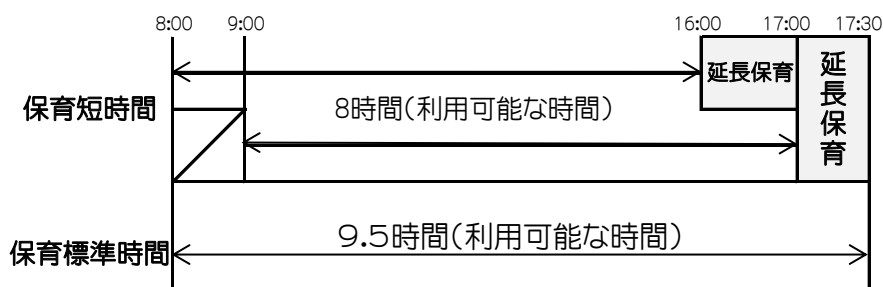 8:00 9:00 16:00 17:00 17:30
延長保育
延長保育
保育短時間
8時間(利用可能な時間)
9.5時間(利用可能な時間)
保育標準時間